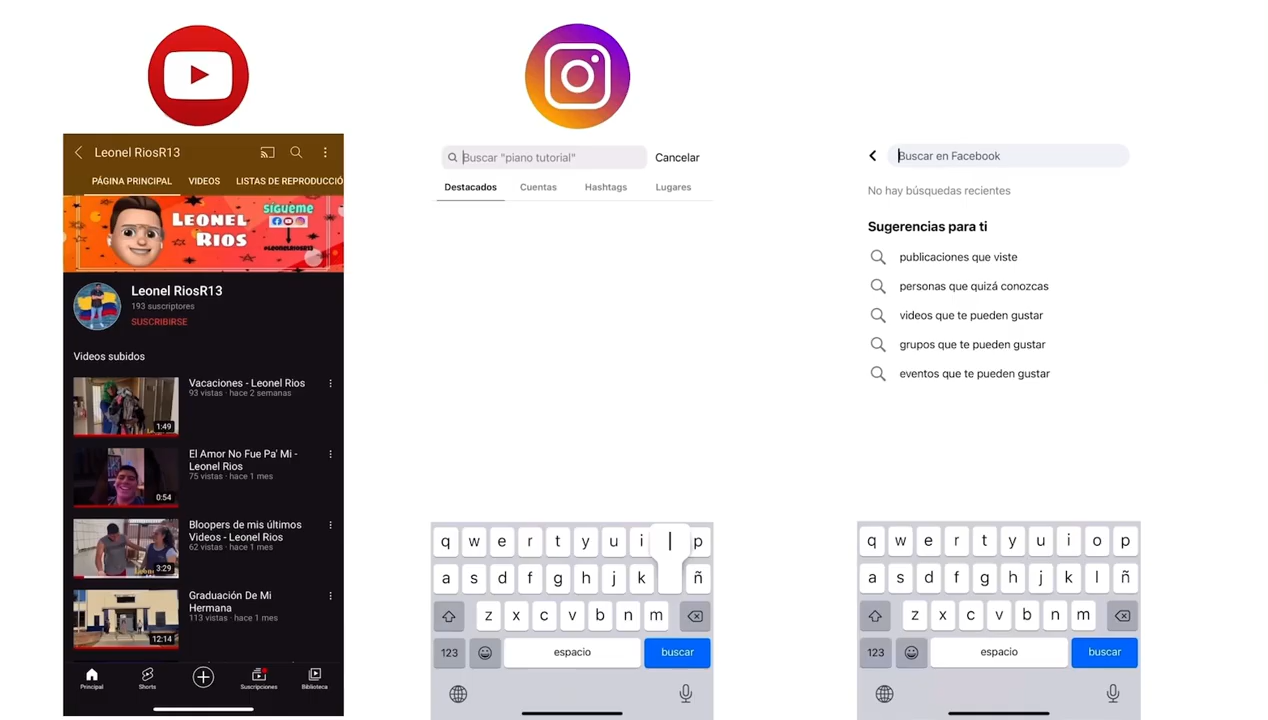 Leonel RiosR13
PÁGINA PRINCIPAL VIDEOS LISTAS DE REPRODUCCIÓ
LEONEL
RIOS
SÍGUEME
#LEONELRIOSR13
Leonel RiosR13
193 suscriptores
SUSCRIBIRSE
Videos subidos
Vacaciones - Leonel Rios
93 vistas · hace 2 semanas
1:49
El Amor No Fue Pa' Mi -
Leonel Rios
75 vistas · hace 1 mes
0:54
Bloopers de mis últimos
Videos - Leonel Rios
62 vistas · hace 1 mes
3:29
Graduación De Mi
Hermana
113 vistas · hace 1 mes
12:14
Principal Shorts Suscripciones Biblioteca
Buscar "piano tutorial" Cancelar
Destacados Cuentas Hashtags Lugares
q w e r t y u i l p
a s d f g h j k ñ
z x c v b n m
123 espacio buscar
Buscar en Facebook
No hay búsquedas recientes
Sugerencias para ti
publicaciones que viste
personas que quizá conozcas
videos que te pueden gustar
grupos que te pueden gustar
eventos que te pueden gustar
q w e r t y u i o p
a s d f g h j k l ñ
z x c v b n m
123 espacio buscar